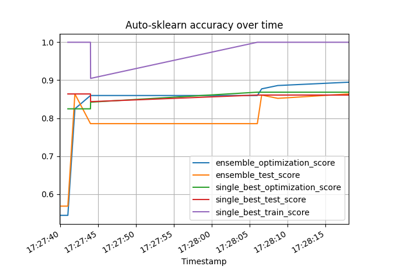 Auto-sklearn accuracy over time
1.0
0.9
0.8
0.7
0.6
ensemble_optimization_score
ensemble_test_score
single_best_optimization_score
single_best_test_score
single_best_train_score
17:27:40
17:27:45
17:27:50
17:27:55
17:28:00
17:28:05
17:28:10
17:28:15
Timestamp